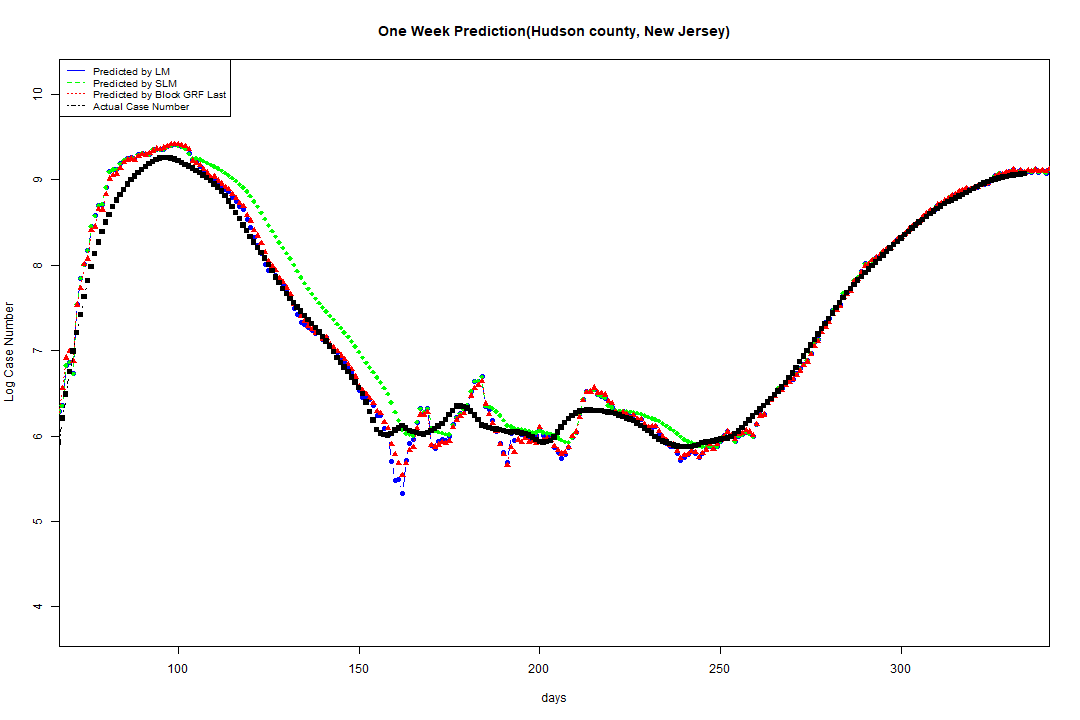 One Week Prediction(Hudson county, New Jersey)
Predicted by LM
Predicted by SLM
Predicted by Block GRF Last
Actual Case Number
10
9
8
7
6
5
4
Log Case Number
100 150 200 250 300
days